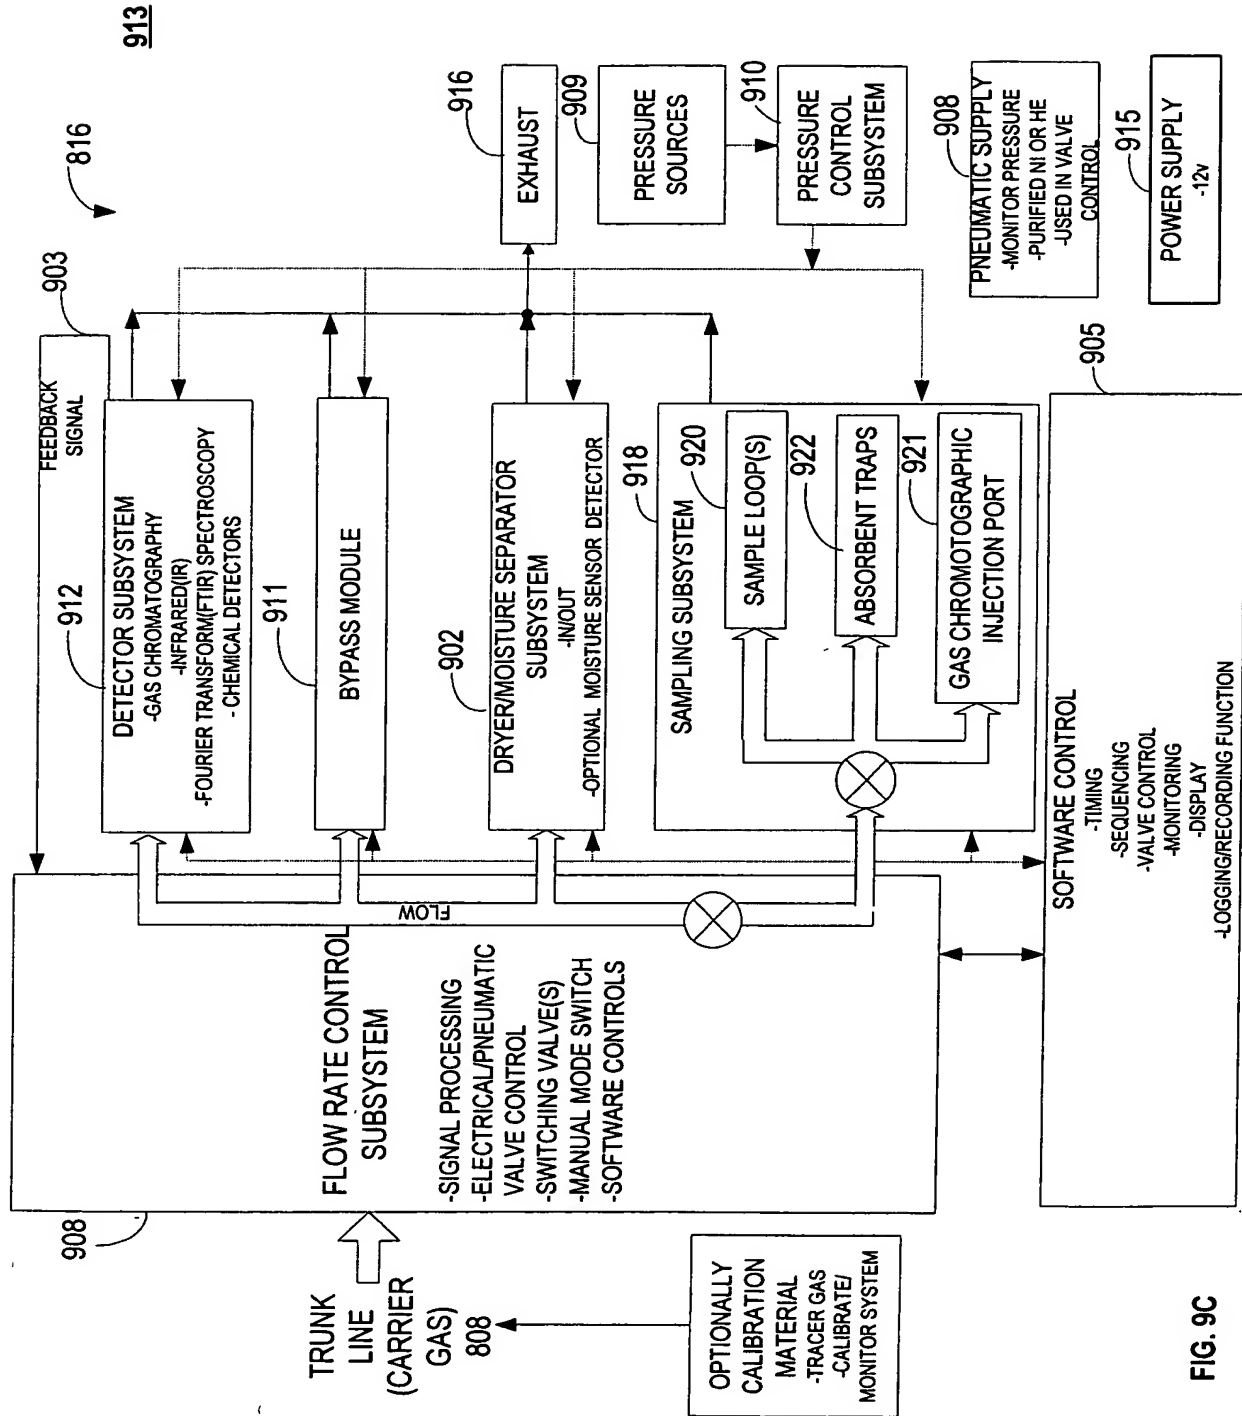 913
816
903
FEEDBACK
SIGNAL
912
DETECTOR SUBSYSTEM
-GAS CHROMATOGRAPHY
-INFRARED(IR)
-FOURIER TRANSFORM(FTIR) SPECTROSCOPY
- CHEMICAL DETECTORS
911
BYPASS MODULE
902
DRYER/MOISTURE SEPARATOR
SUBSYSTEM
-IN/OUT
-OPTIONAL MOISTURE SENSOR DETECTOR
918
SAMPLING SUBSYSTEM
920
SAMPLE LOOP(S)
922
ABSORBENT TRAPS
921
GAS CHROMOTOGRAPHIC
INJECTION PORT
916
EXHAUST
909
PRESSURE
SOURCES
910
PRESSURE
CONTROL
SUBSYSTEM
908
PNEUMATIC SUPPLY
-MONITOR PRESSURE
-PURIFIED NI OR HE
-USED IN VALVE
CONTROL
915
POWER SUPPLY
-12v
908
FLOW RATE CONTROL
SUBSYSTEM
-SIGNAL PROCESSING
-ELECTRICAL/PNEUMATIC
VALVE CONTROL
-SWITCHING VALVE(S)
-MANUAL MODE SWITCH
-SOFTWARE CONTROLS
FLOW
905
SOFTWARE CONTROL
-TIMING
-SEQUENCING
-VALVE CONTROL
-MONITORING
-DISPLAY
-LOGGING/RECORDING FUNCTION
TRUNK
LINE
(CARRIER
GAS)
808
OPTIONALLY
CALIBRATION
MATERIAL
-TRACER GAS
-CALIBRATE/
MONITOR SYSTEM
FIG. 9C